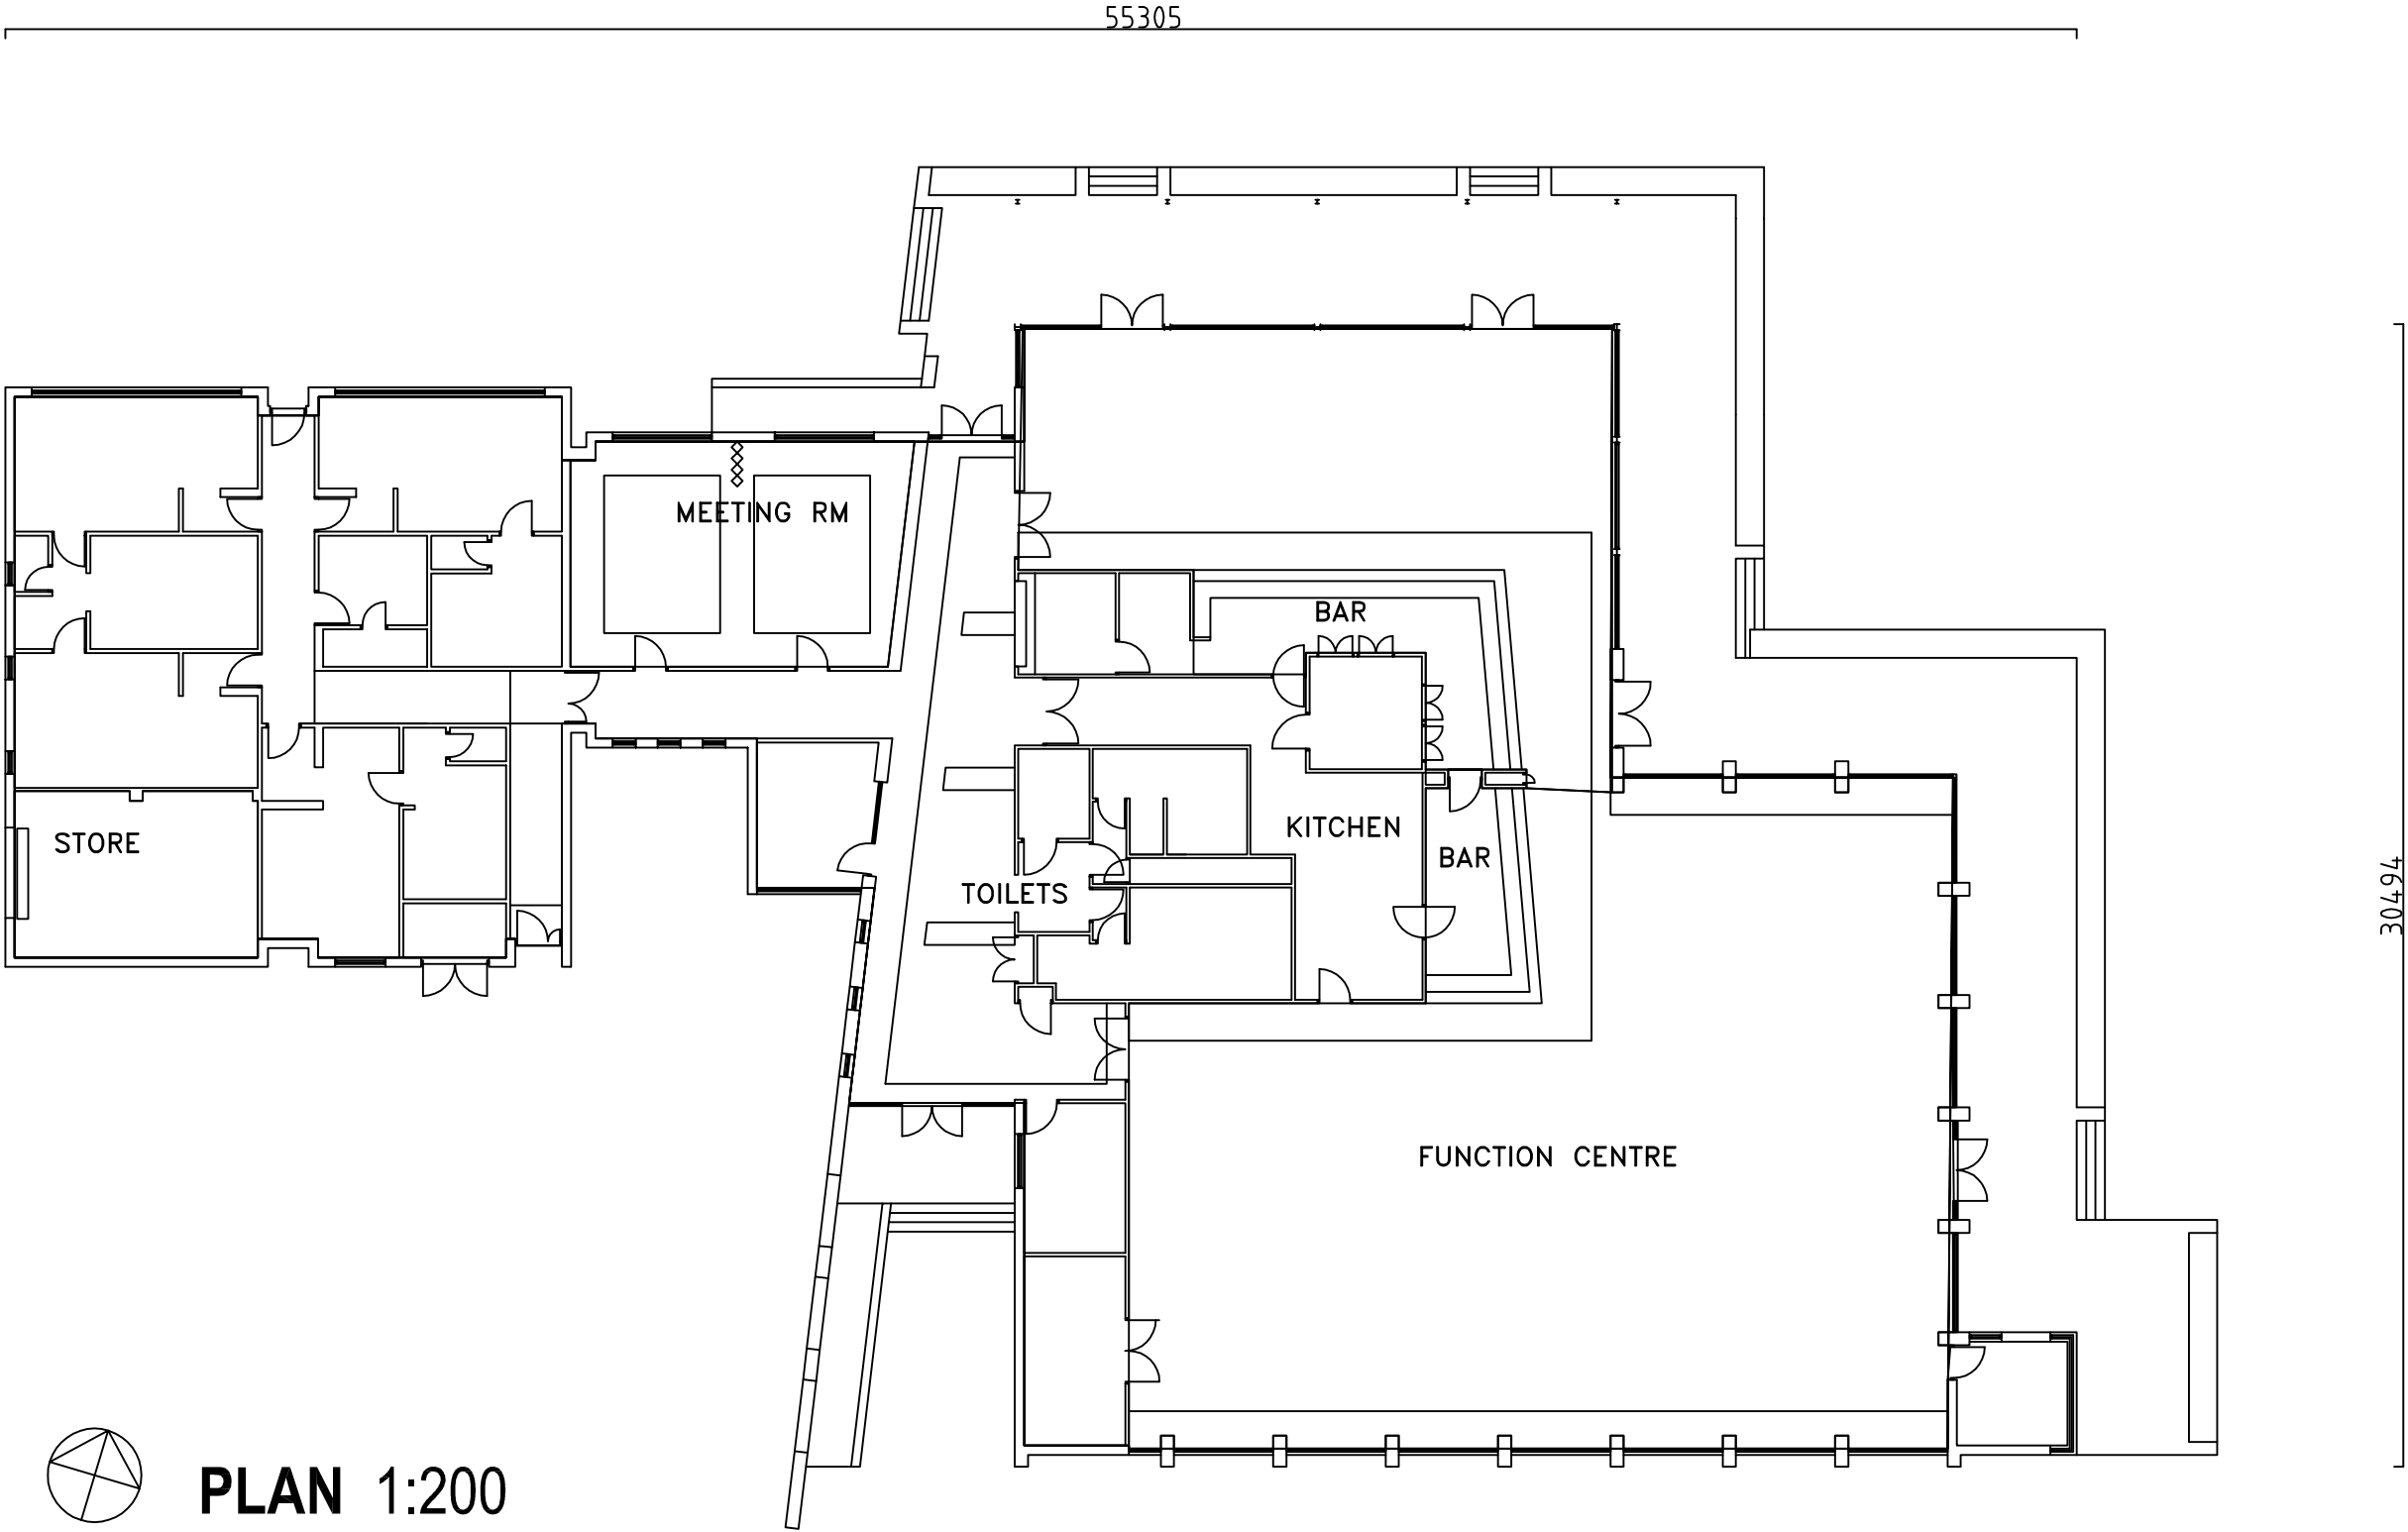 55305
MEETING RM
BAR
KITCHEN
STORE
BAR
TOILETS
30494
FUNCTION CENTRE
PLAN 1:200